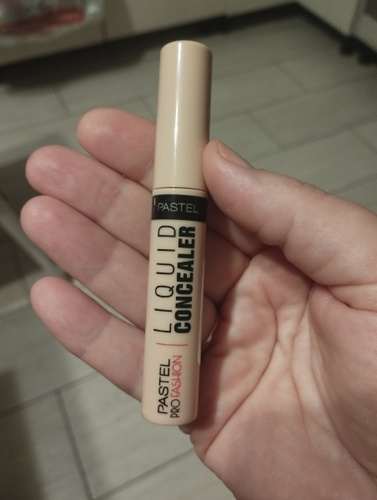 PASTEL
LIQUID
CONCEALER
PASTEL
PROFASHION